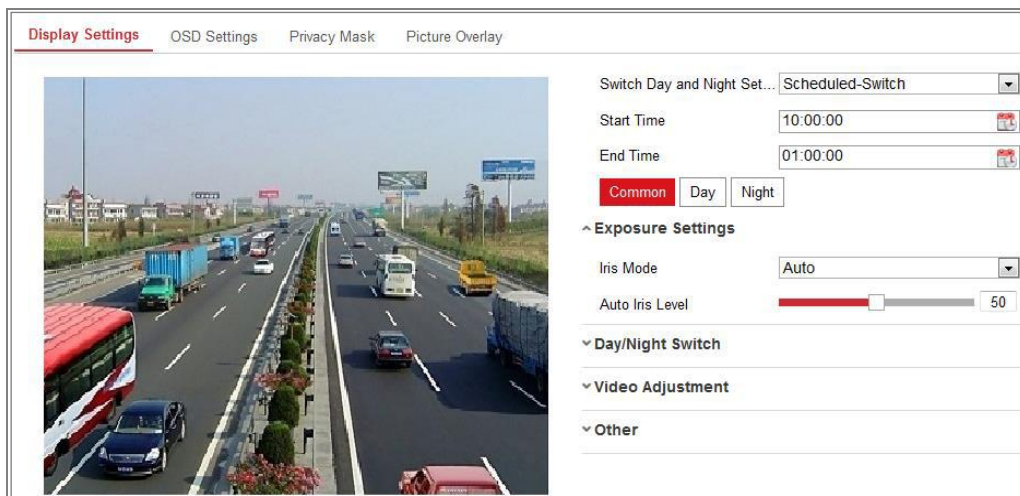 Display Settings OSD Settings Privacy Mask Picture Overlay
Switch Day and Night Set... Scheduled-Switch
Start Time 10:00:00
End Time 01:00:00
Common Day Night
Exposure Settings
Iris Mode Auto
Auto Iris Level 50
Day/Night Switch
Video Adjustment
Other